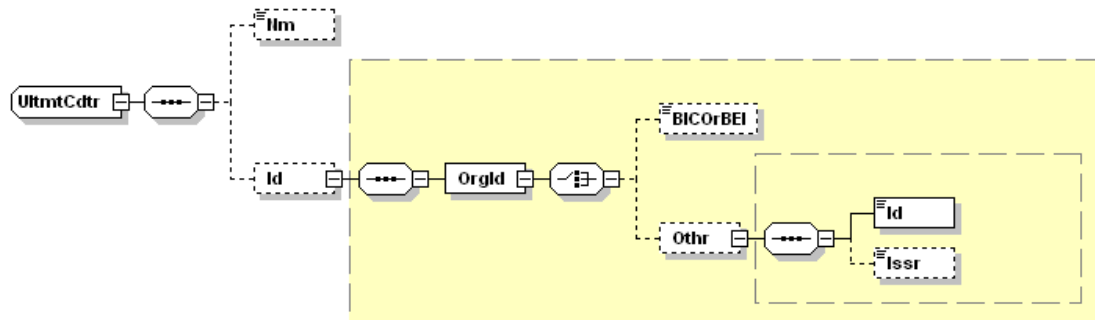 Nm
UltmtCdtr
BICOrBEI
Id
OrgId
Id
Othr
Issr